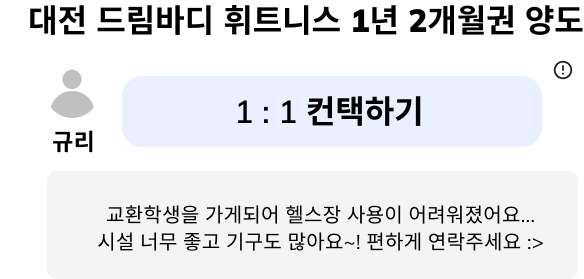 대전 드림바디 휘트니스 1년 2개월권 양도
규리
1 : 1 컨택하기
교환학생을 가게되어 헬스장 사용이 어려워졌어요...
시설 너무 좋고 기구도 많아요~! 편하게 연락주세요 :>